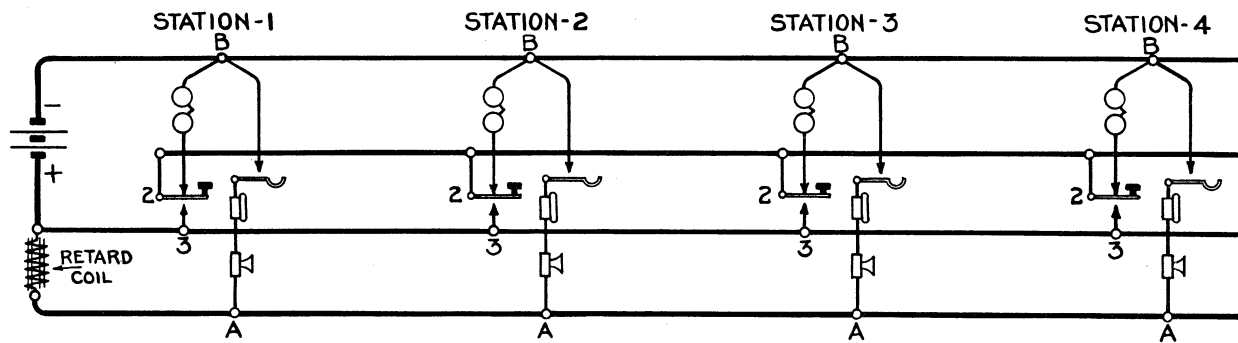 STATION-1 STATION-2 STATION-3 STATION-4
B B B B
-
+
2 2 2 2
3 3 3 3
RETARD
COIL
A A A A